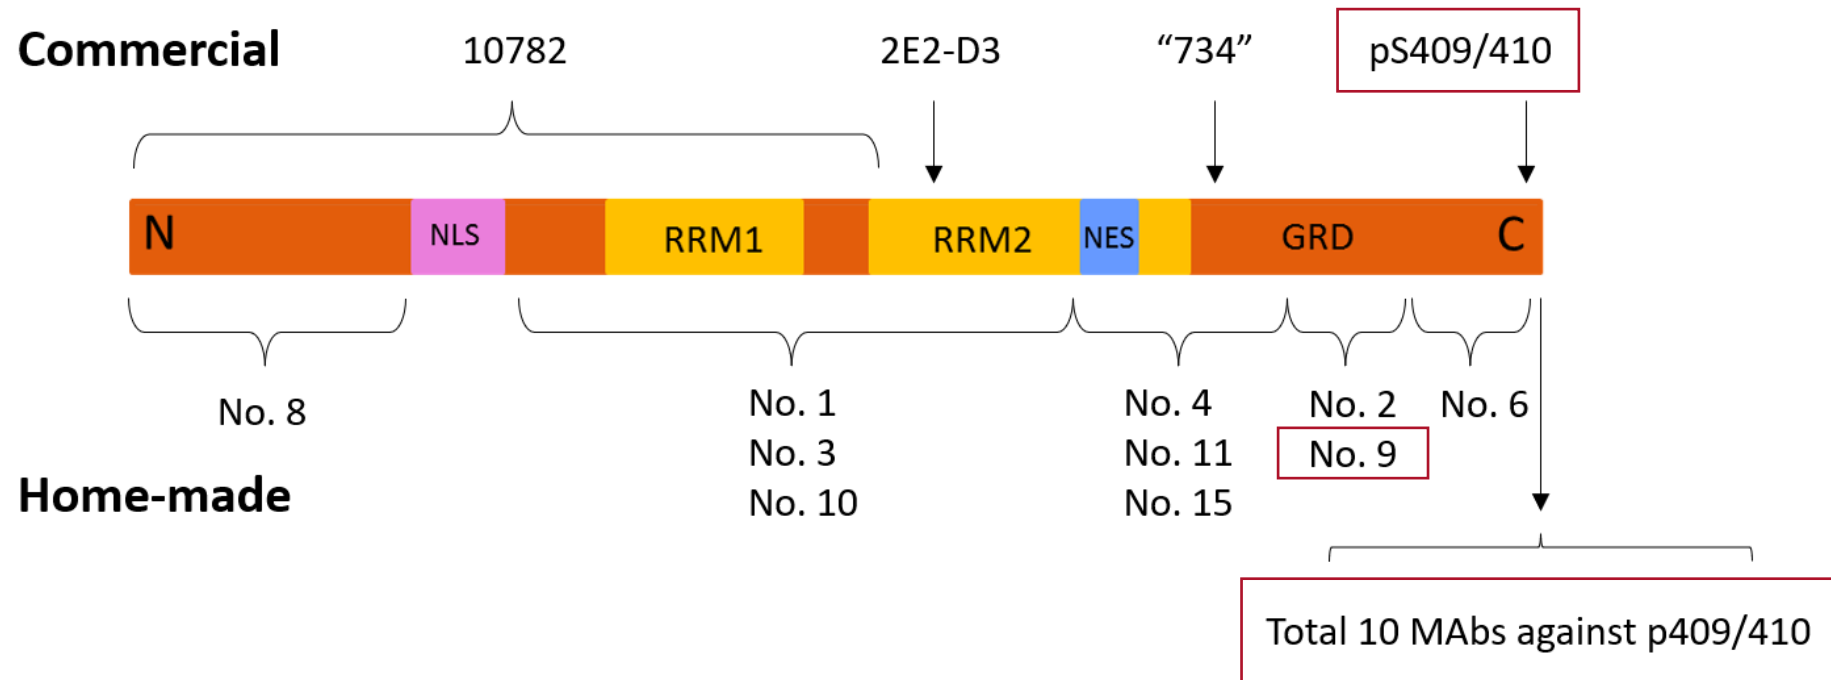 Commercial
10782
2E2-D3
“734”
pS409/410
N
NLS
RRM1
RRM2
NES
GRD
C
No. 8
No. 1
No. 3
No. 10
No. 4
No. 11
No. 15
No. 2
No. 9
No. 6
Home-made
Total 10 MAbs against p409/410